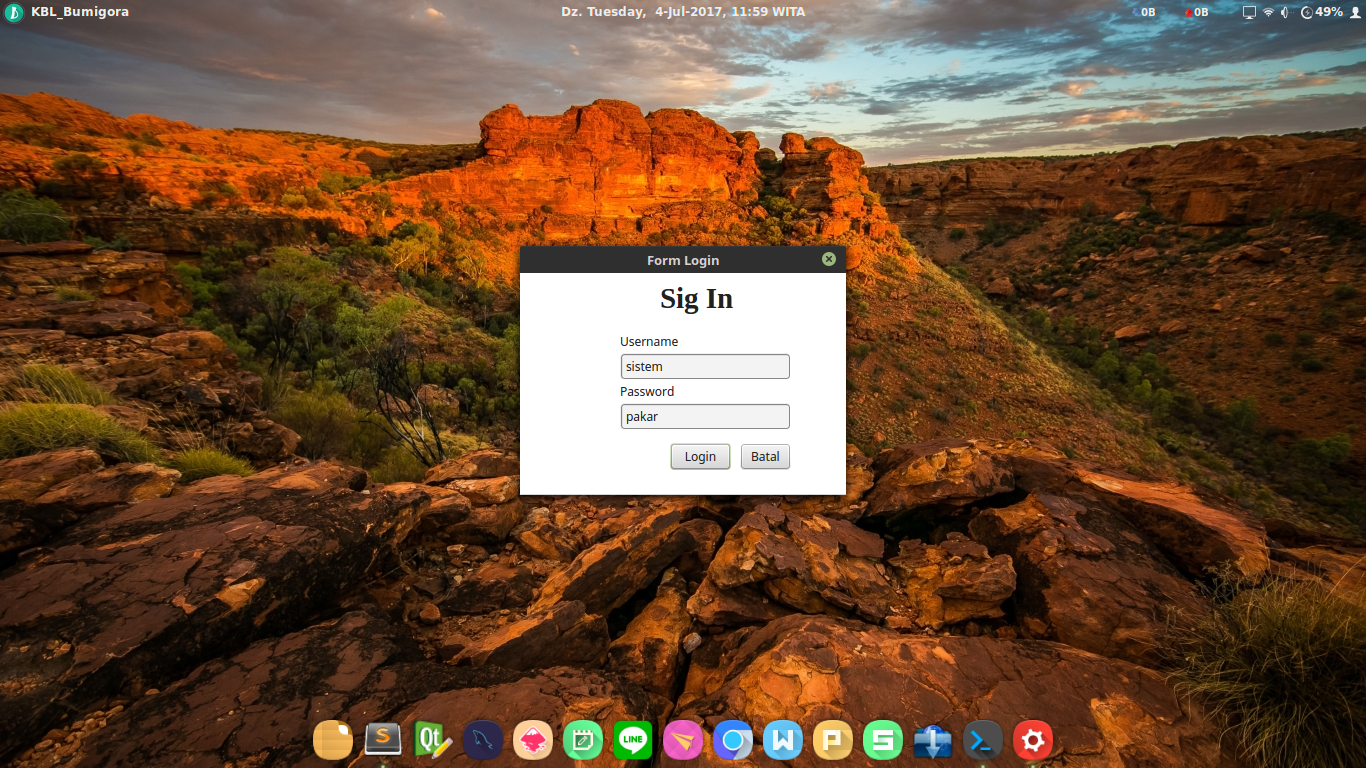 KBL_Bumigora
Dz. Tuesday,  4-Jul-2017, 11:59 WITA
0B
0B
49%
Form Login
Sig In
Username
sistem
Password
pakar
Login
Batal
S
Qt
LINE
W
P
S